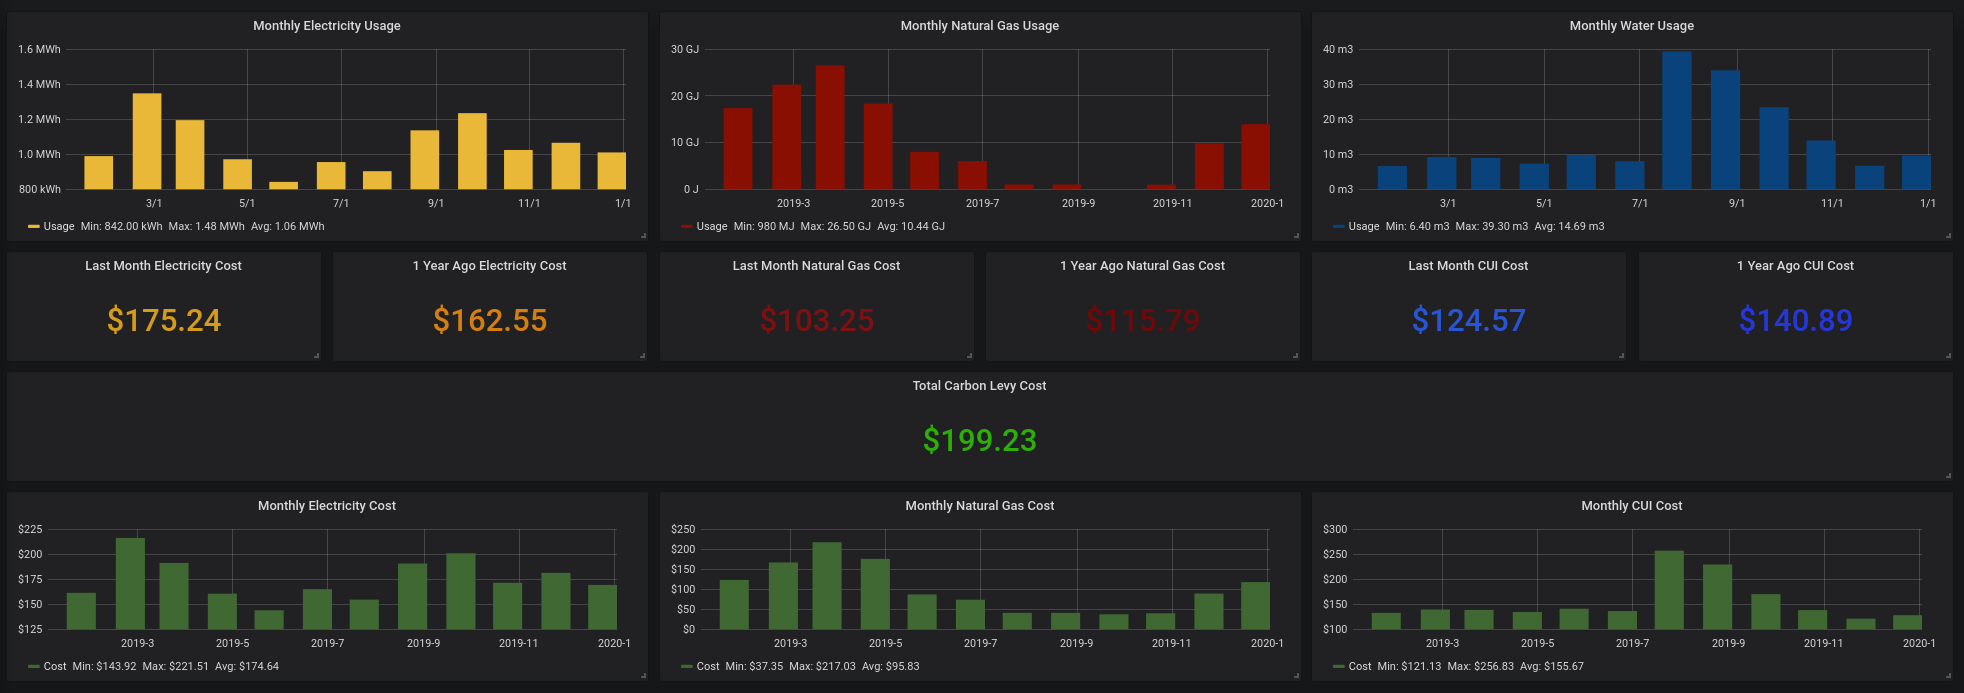 Monthly Electricity Usage
1.6 MWh
1.4 MWh
1.2 MWh
1.0 MWh
800 kWh
3/1 5/1 7/1 9/1 11/1 1/1
Usage Min: 842.00 kWh Max: 1.48 MWh Avg: 1.06 MWh
Monthly Natural Gas Usage
30 GJ
20 GJ
10 GJ
0 J
2019-3 2019-5 2019-7 2019-9 2019-11 2020-1
Usage Min: 980 MJ Max: 26.50 GJ Avg: 10.44 GJ
Monthly Water Usage
40 m3
30 m3
20 m3
10 m3
0 m3
3/1 5/1 7/1 9/1 11/1 1/1
Usage Min: 6.40 m3 Max: 39.30 m3 Avg: 14.69 m3
Last Month Electricity Cost
$175.24
1 Year Ago Electricity Cost
$162.55
Last Month Natural Gas Cost
$103.25
1 Year Ago Natural Gas Cost
$115.79
Last Month CUI Cost
$124.57
1 Year Ago CUI Cost
$140.89
Total Carbon Levy Cost
$199.23
Monthly Electricity Cost
$225
$200
$175
$150
$125
2019-3 2019-5 2019-7 2019-9 2019-11 2020-1
Cost Min: $143.92 Max: $221.51 Avg: $174.64
Monthly Natural Gas Cost
$250
$200
$150
$100
$50
$0
2019-3 2019-5 2019-7 2019-9 2019-11 2020-1
Cost Min: $37.35 Max: $217.03 Avg: $95.83
Monthly CUI Cost
$300
$250
$200
$150
$100
2019-3 2019-5 2019-7 2019-9 2019-11 2020-1
Cost Min: $121.13 Max: $256.83 Avg: $155.67